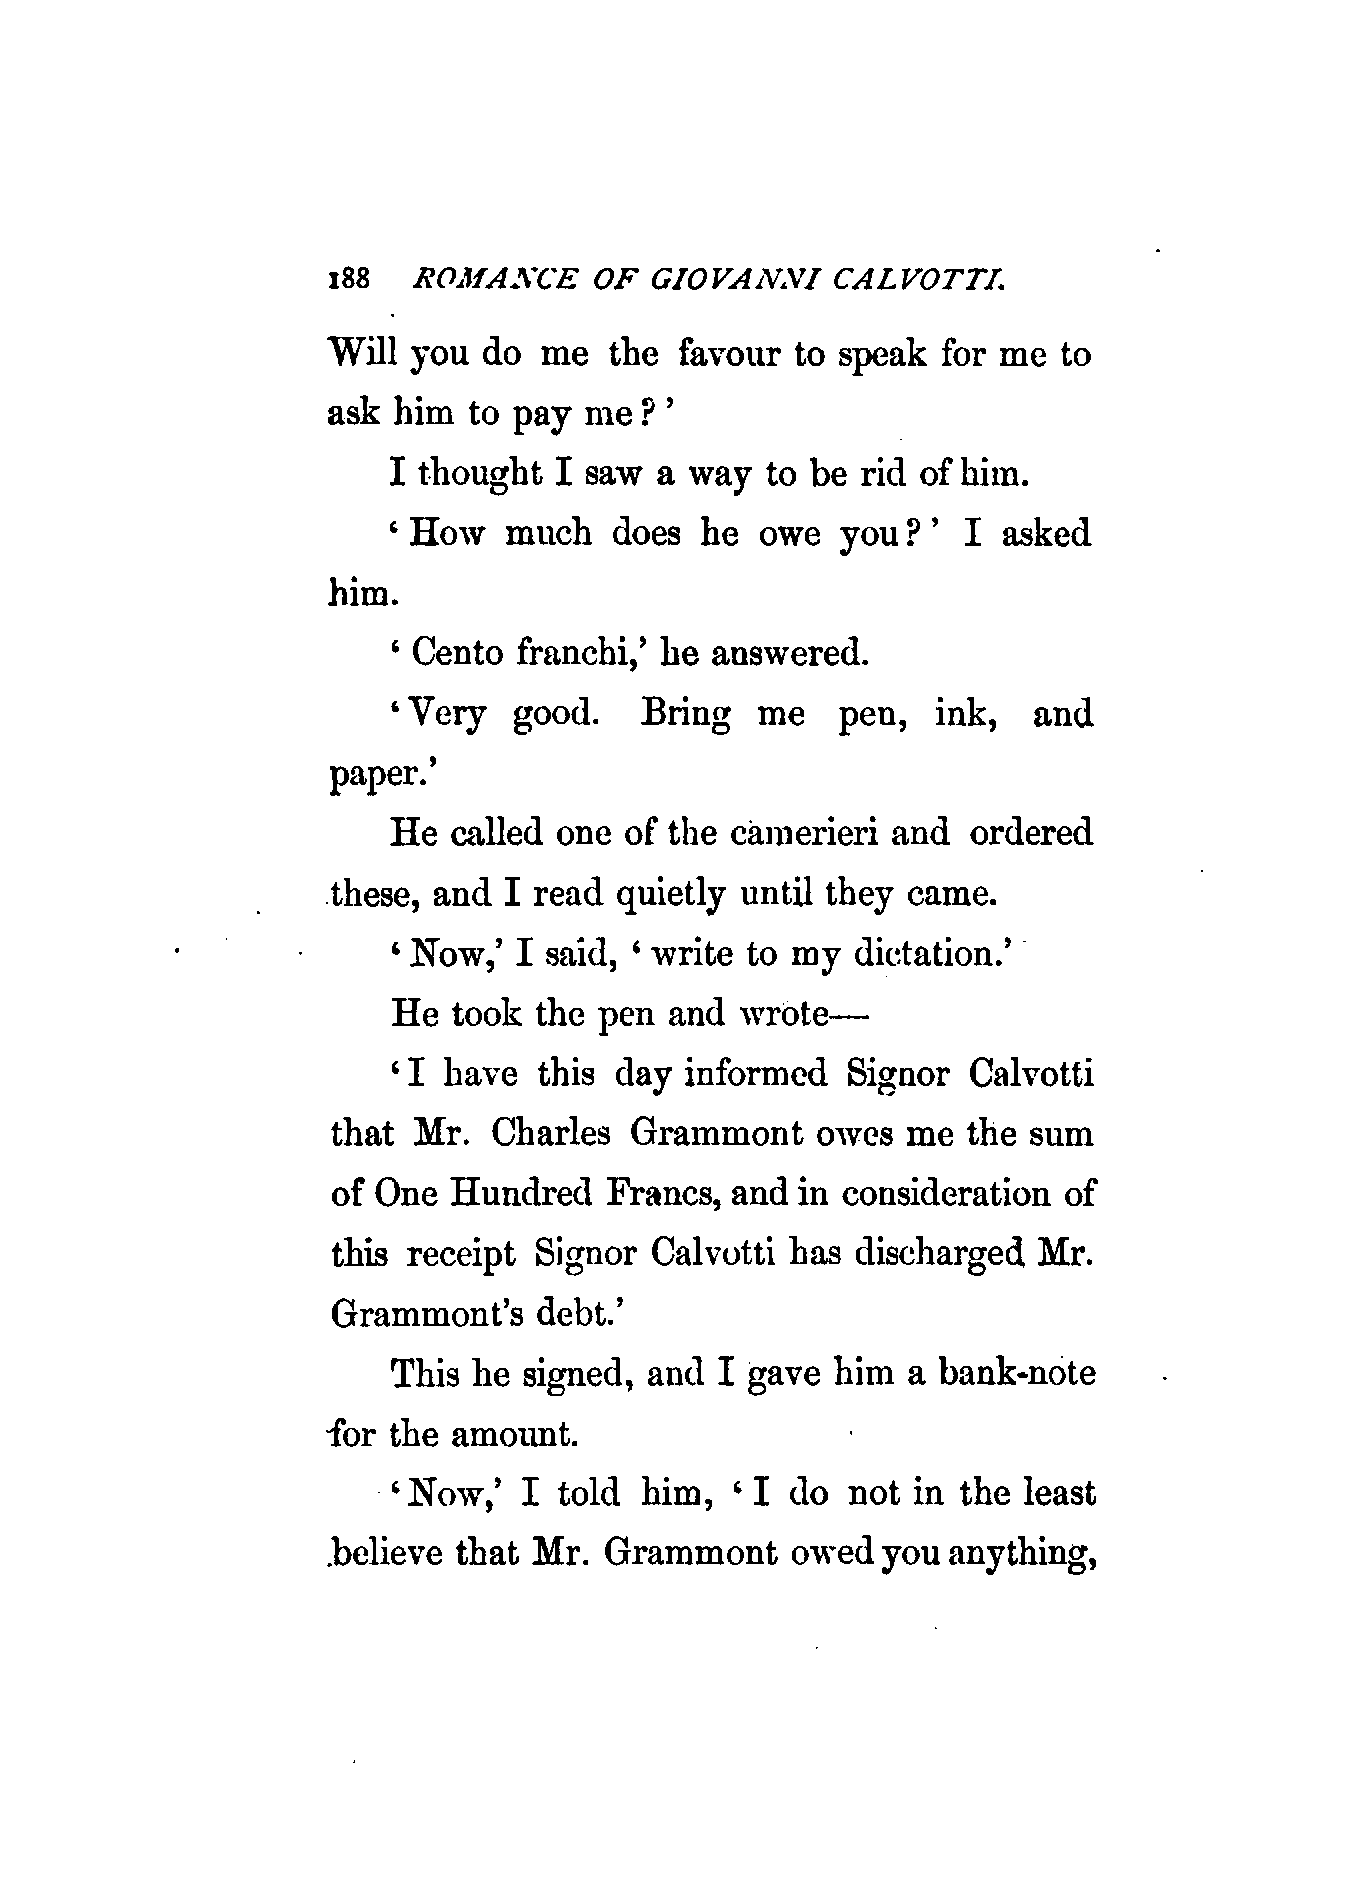 188 ROMANCE OF GIOVANNI CALVOTTI.
Will you do me the favour to speak for me to
ask him to pay me?’
I thought I saw a way to be rid of him.
‘How much does he owe you?’ I asked
him.
‘Cento franchi,’ he answered.
‘Very good. Bring me pen, ink, and
paper.’
He called one of the camerieri and ordered
these, and I read quietly until they came.
‘Now,’ I said, ‘write to my dictation.’
He took the pen and wrote—
‘I have this day informed Signor Calvotti
that Mr. Charles Grammont owes me the sum
of One Hundred Francs, and in consideration of
this receipt Signor Calvotti has discharged Mr.
Grammont's debt.’
This he signed, and I gave him a bank-note
for the amount.
‘Now,’ I told him, ‘I do not in the least
believe that Mr. Grammont owed you anything,